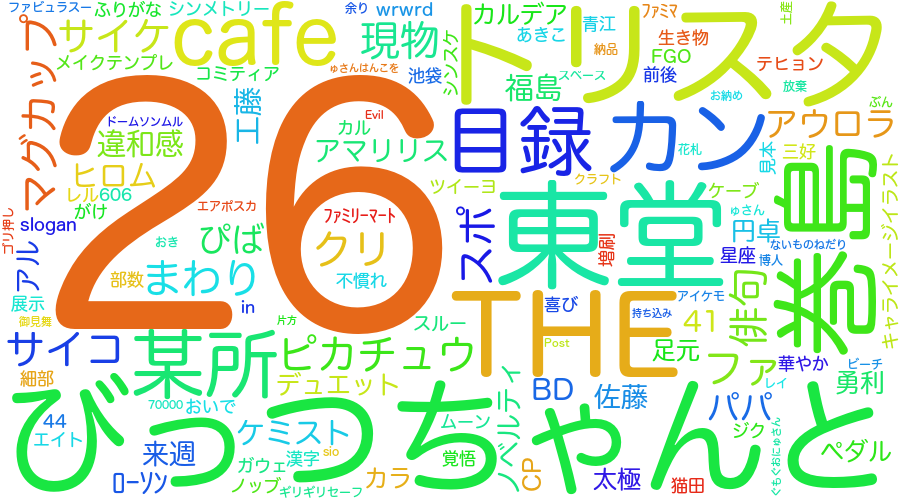 ファビュラスー
ふりがな
シンメトリー
余り
wrwrd
カルデア
ファミマ
土産
サイケ
cafe
現物
あきこ
青江
生き物
トリスタ
メイクテンプレ
コミティア
ゅさんはんこを
池袋
シンスケ
納品
FGO
前後
テヒョン
福島
スペース
放棄
お納め
マグカップ
26
工藤
ドームソンムル
違和感
Evil
カル
アマリリス
目録
カン
アウロラ
ぶん
花札
見本
三好
ヒロム
レル
606
がけ
エアポスカ
ファミリーマート
ツイーヨ
クラフト
ケーブ
島
巻
キャライメージイラスト
ゴリ押し
slogan
ぴば
クリ
スポ
東堂
増刷
ゅさん
円卓
ないものねだり
星座
博人
アル
おき
まわり
部数
不慣れ
in
展示
御見舞
片方
スルー
THE
喜び
アイケモ
持ち込み
41
俳句
サイコ
某所
ピカチュウ
Post
足元
ファ
華やか
ビーチ
レイ
勇利
細部
デュエット
ノベルティ
BD
佐藤
パパ
70000
おいで
44
エイト
びっっちゃんと
ケミスト
ムーン
来週
ガウェ
漢字
sio
覚悟
CP
ジク
ぐもぐおにゅさん
ペダル
ローソン
ノッブ
ギリギリセーフ
カラ
太極
猫田